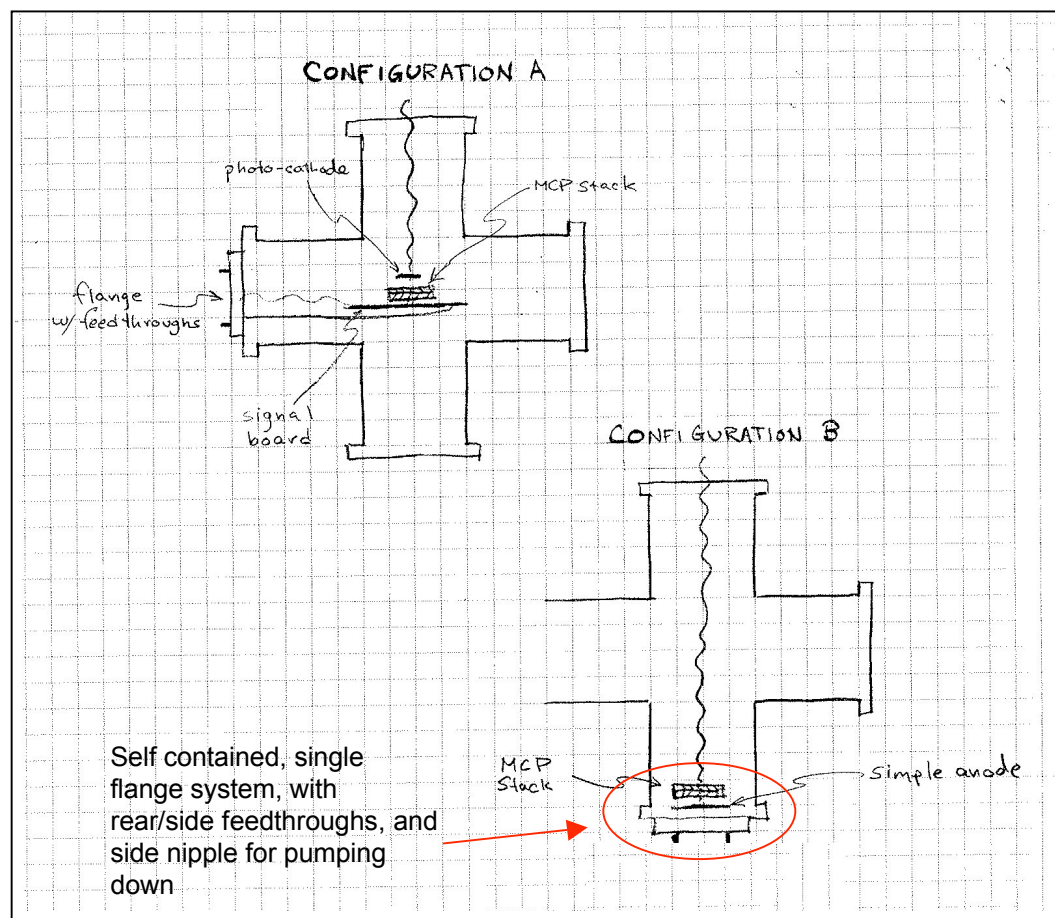 CONFIGURATION A
photo-cathode
MCP stack
flange
w/ feedthroughs
signal
board
CONFIGURATION B
MCP
Stack
simple anode
Self contained, single
flange system, with
rear/side feedthroughs, and
side nipple for pumping
down